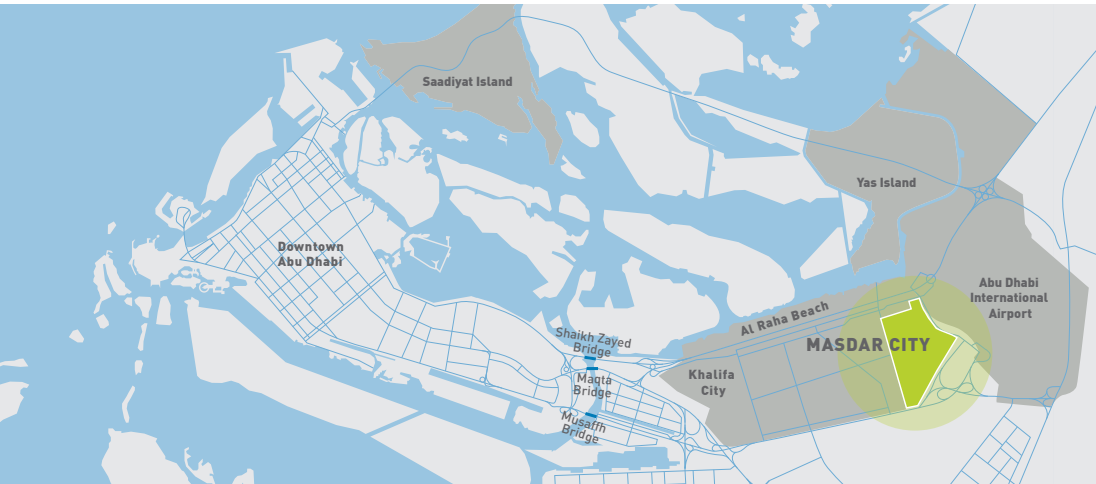 Saadiyat Island
Yas Island
Downtown
Abu Dhabi
Abu Dhabi
International
Airport
Al Raha Beach
MASDAR CITY
Shaikh Zayed
Bridge
Maqta
Bridge
Khalifa
City
Musaffh
Bridge